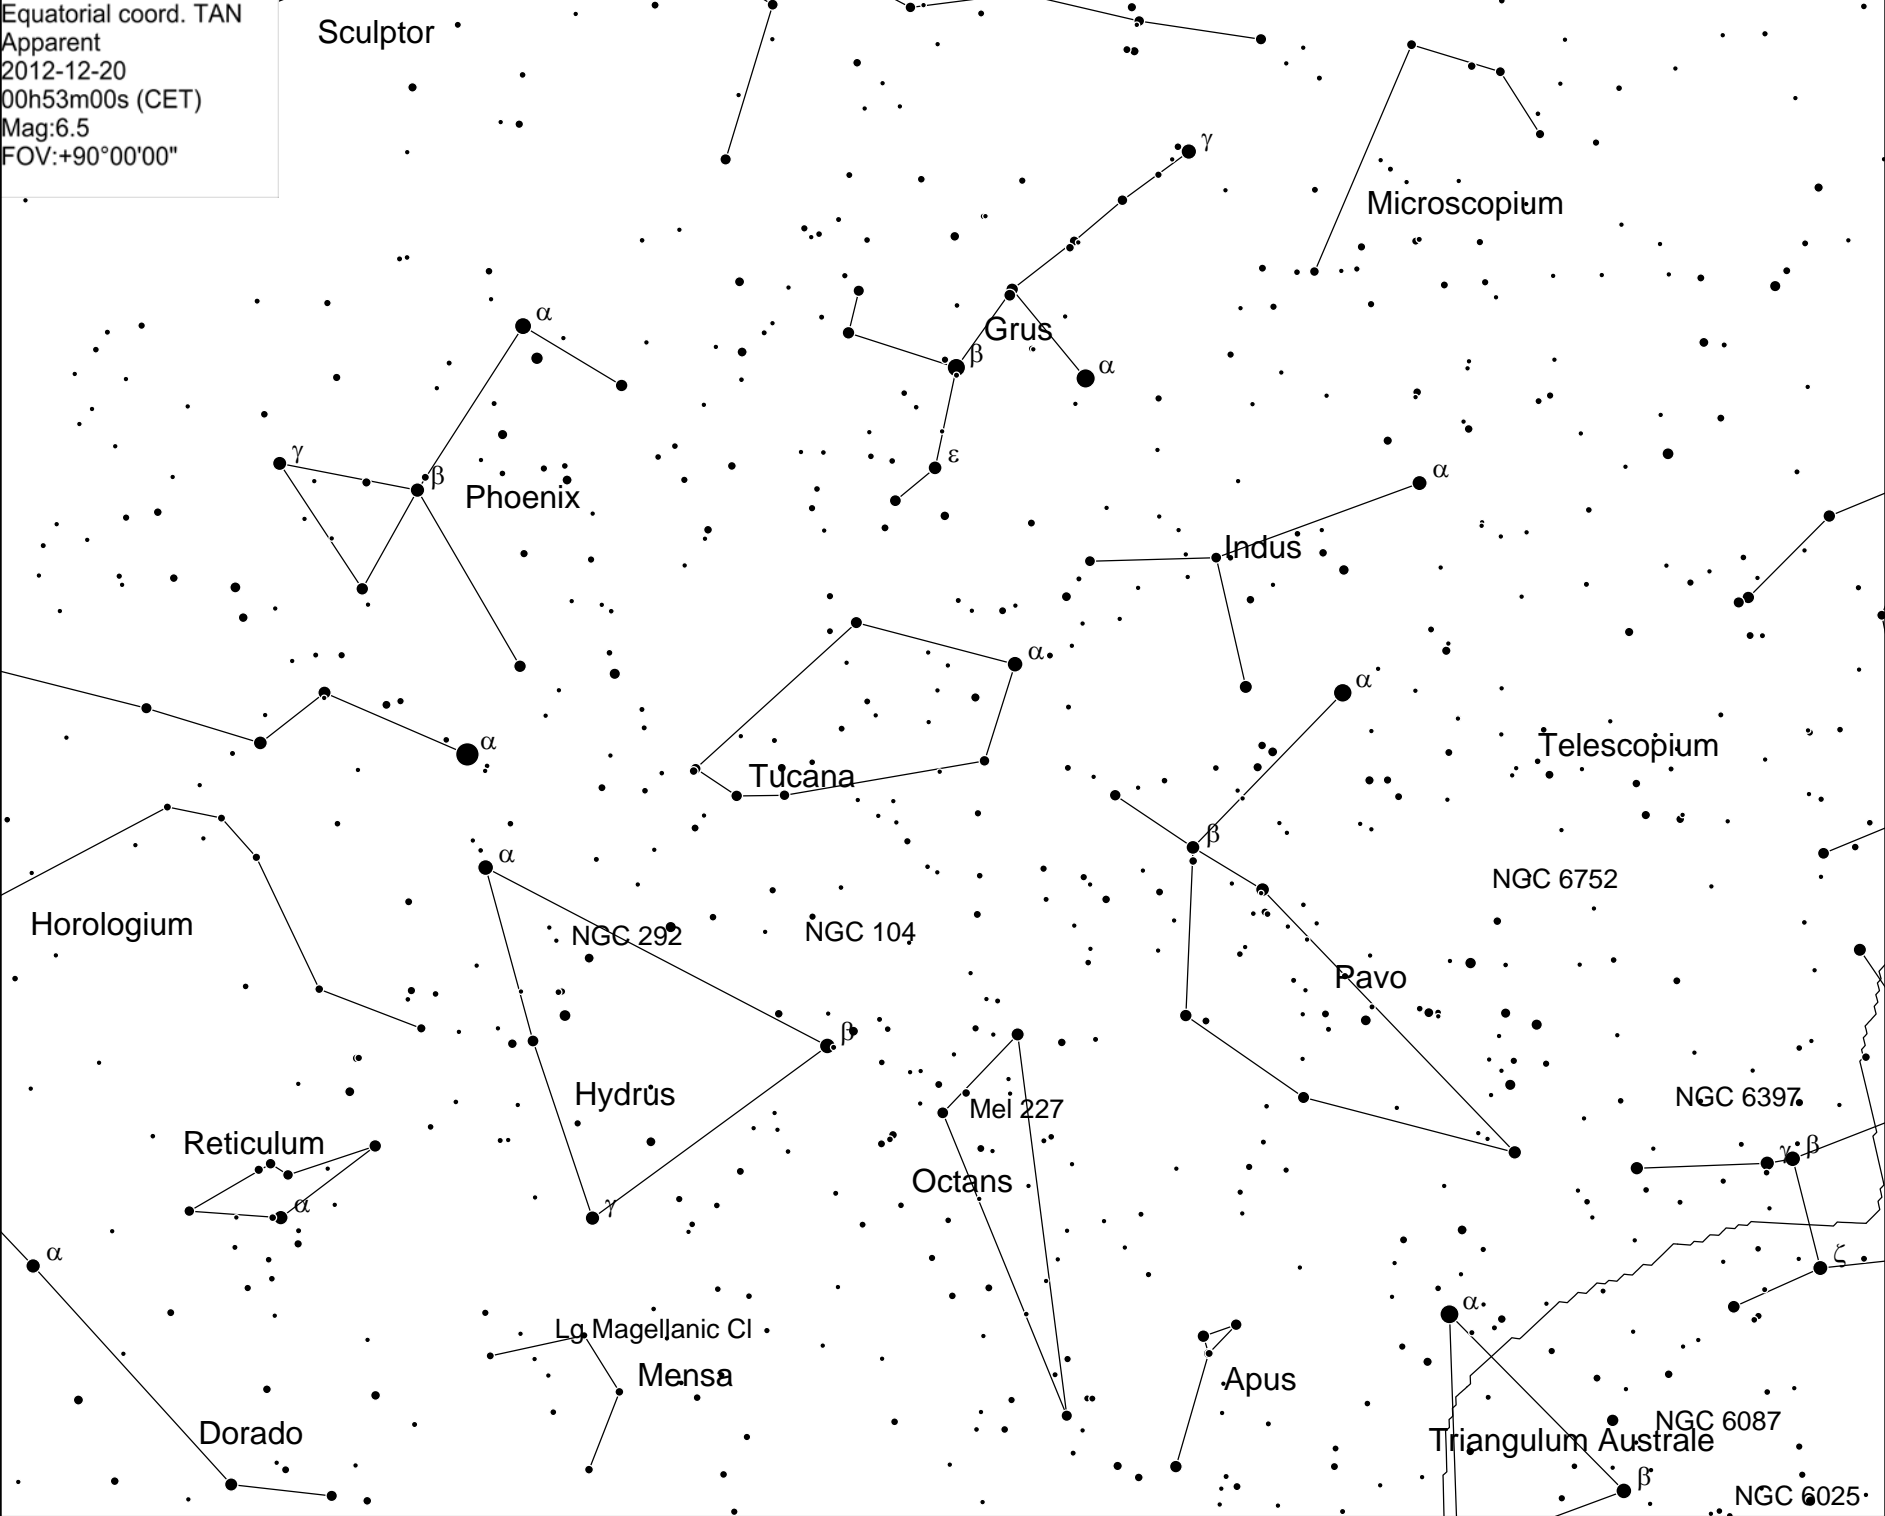 Equatorial coord. TAN
Apparent
2012-12-20
00h53m00s (CET)
Mag:6.5
FOV:+90°00'00"
Sculptor
γ
Microscopium
α
Grus
β
α
γ
β
ε
Phoenix
α
Indus
α
α
α
Telescopium
Tucana
β
α
NGC 6752
Horologium
NGC 292
NGC 104
Pavo
β
Hydrus
NGC 6397
Mel 227
Reticulum
γ β
Octans
α
γ
α
ζ
α
Lg Magellanic Cl
Mensa
Apus
NGC 6087
Dorado
Triangulum Australe
β
NGC 6025